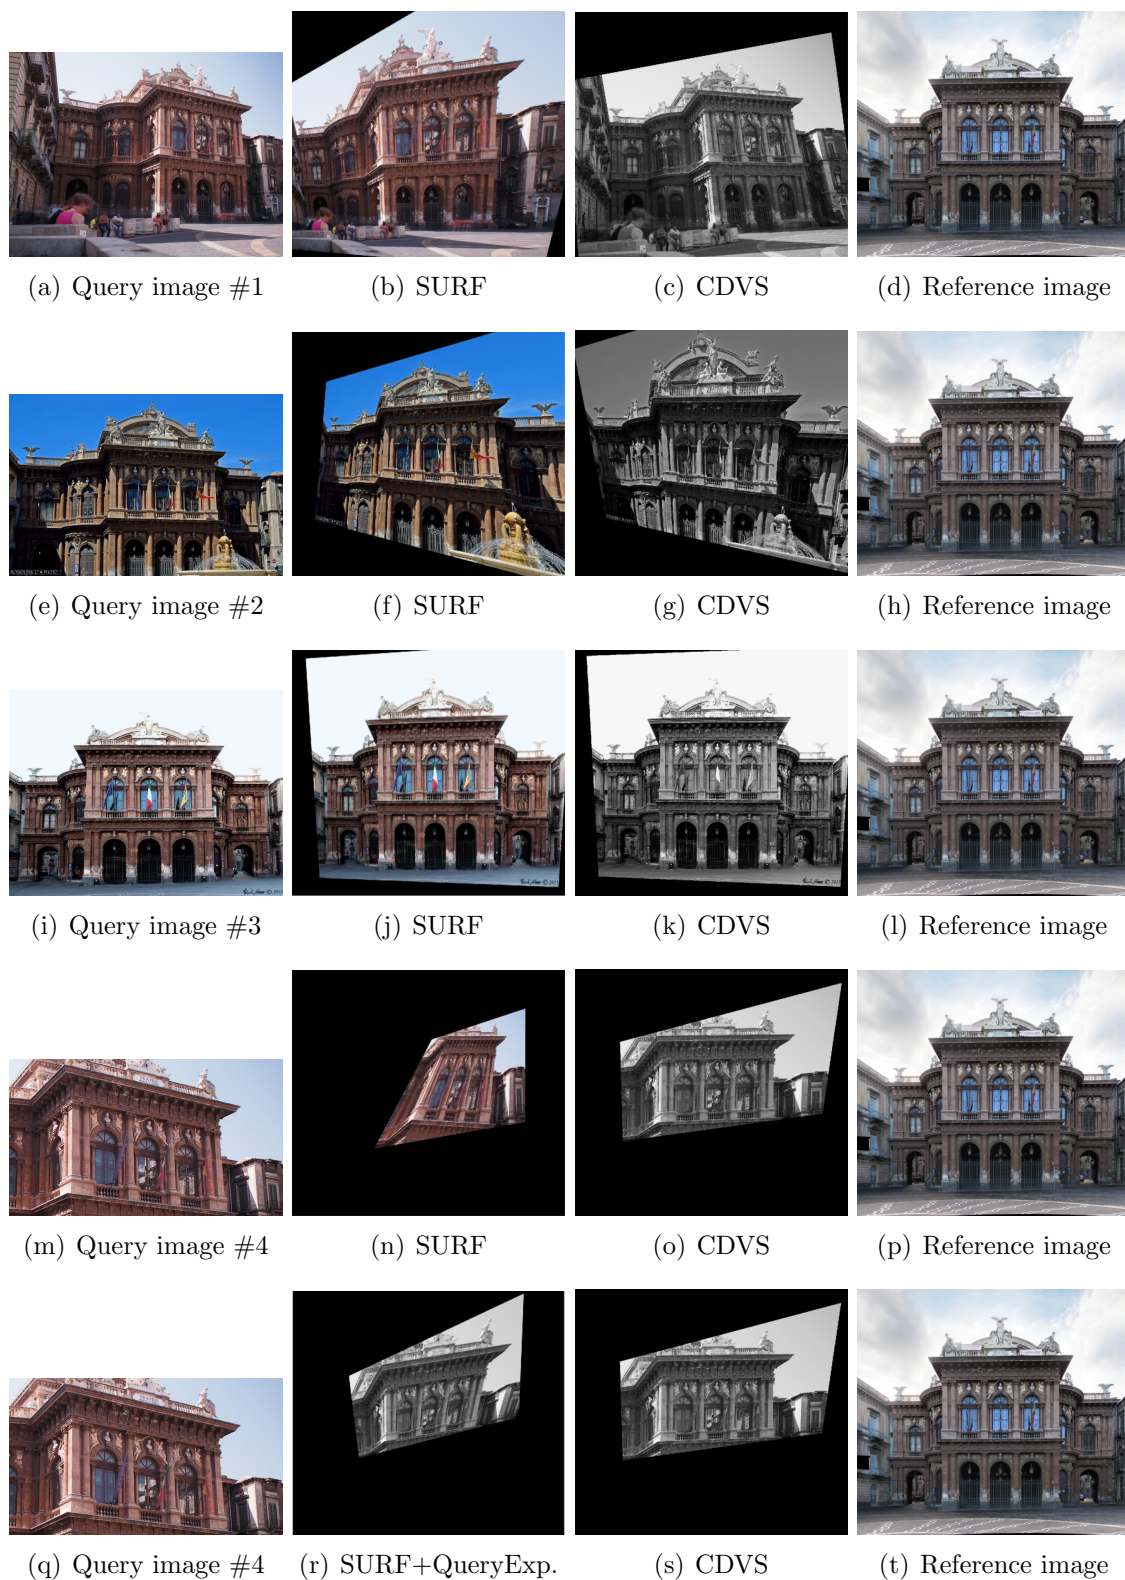 (a) Query image #1
(b) SURF
(c) CDVS
(d) Reference image
(e) Query image #2
(f) SURF
(g) CDVS
(h) Reference image
(i) Query image #3
(j) SURF
(k) CDVS
(l) Reference image
(m) Query image #4
(n) SURF
(o) CDVS
(p) Reference image
(q) Query image #4
(r) SURF+QueryExp.
(s) CDVS
(t) Reference image